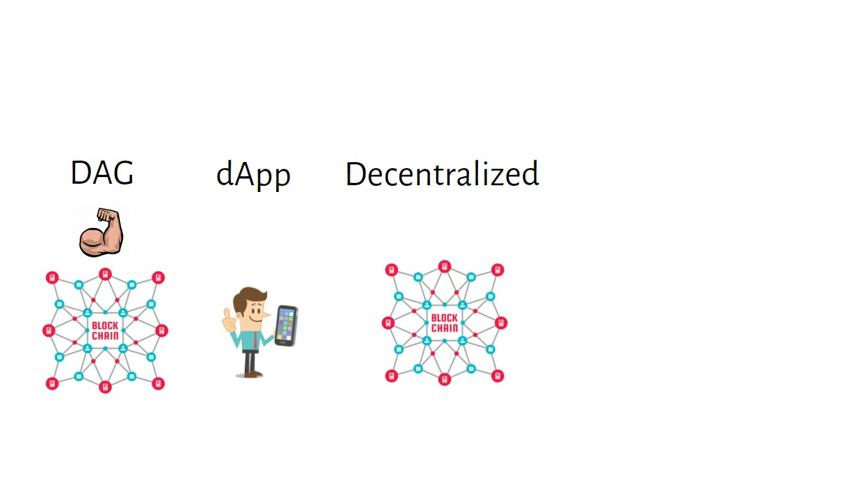 DAG
dApp
Decentralized
BLOCK
CHAIN
BLOCK
CHAIN